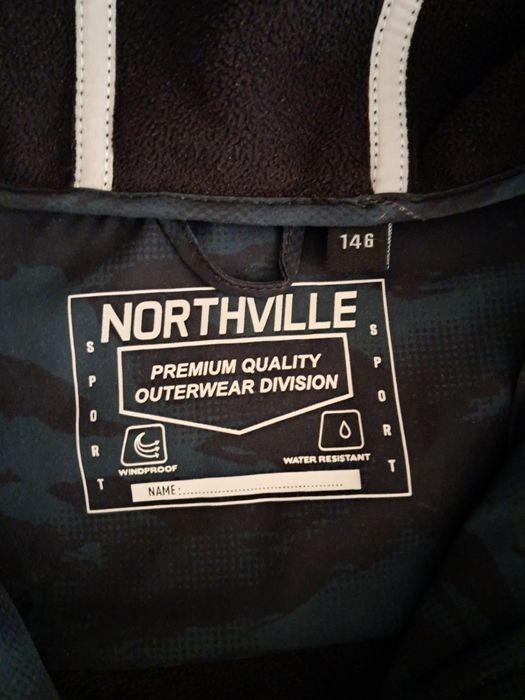 146
NORTHVILLE
PREMIUM QUALITY
OUTERWEAR DIVISION
SPORT
SPORT
WINDPROOF
WATER RESISTANT
NAME: